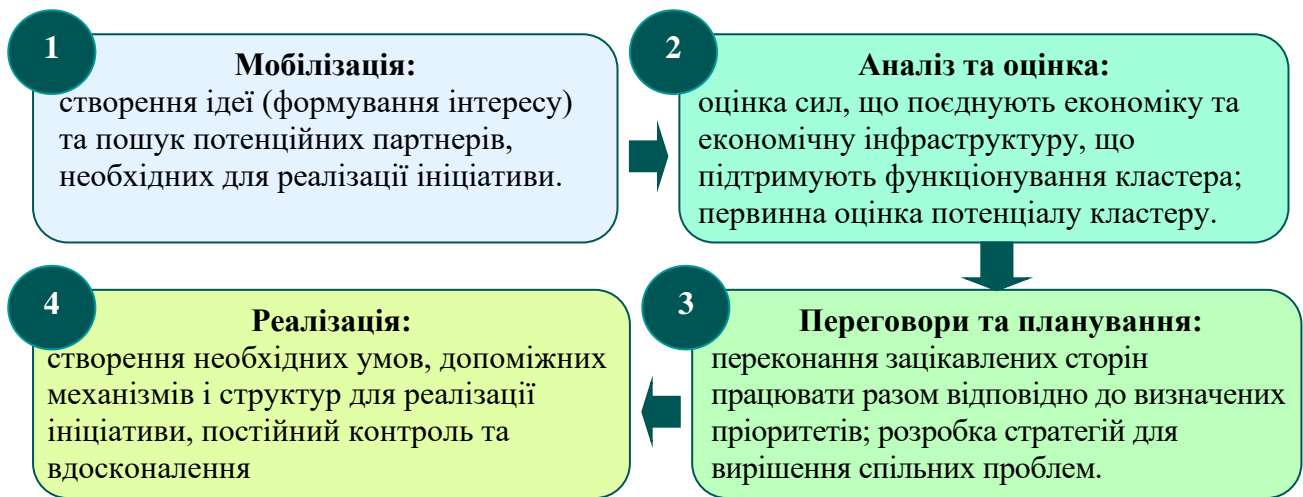 1
Мобілізація:
створення ідеї (формування інтересу)
та пошук потенційних партнерів,
необхідних для реалізації ініціативи.
2
Аналіз та оцінка:
оцінка сил, що поєднують економіку та
економічну інфраструктуру, що
підтримують функціонування кластера;
первинна оцінка потенціалу кластеру.
3
Переговори та планування:
переконання зацікавлених сторін
працювати разом відповідно до визначених
пріоритетів; розробка стратегій для
вирішення спільних проблем.
4
Реалізація:
створення необхідних умов, допоміжних
механізмів і структур для реалізації
ініціативи, постійний контроль та
вдосконалення